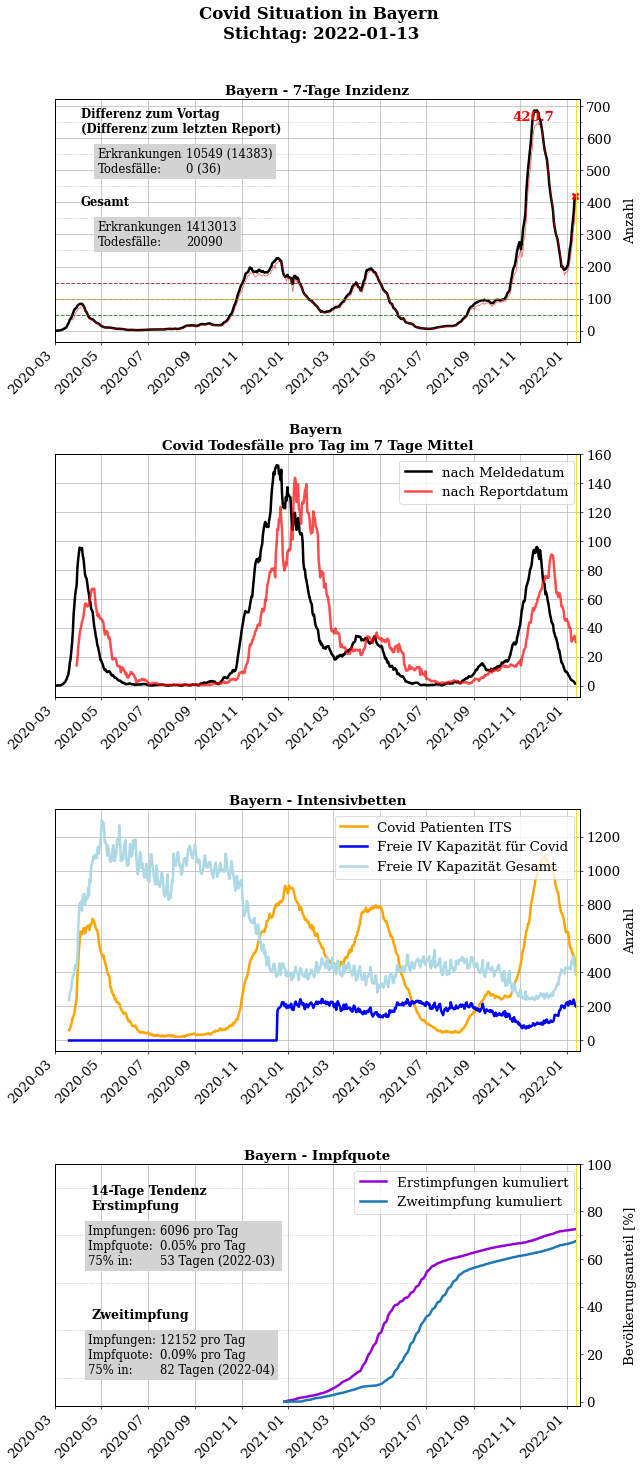 Covid Situation in Bayern
Stichtag: 2022-01-13
Bayern - 7-Tage Inzidenz
Differenz zum Vortag
(Differenz zum letzten Report)
Erkrankungen 10549 (14383)
Todesfälle: 0 (36)
Gesamt
Erkrankungen 1413013
Todesfälle: 20090
420.7
700
600
500
400
300
200
100
0
Anzahl
2020-03 2020-05 2020-07 2020-09 2020-11 2021-01 2021-03 2021-05 2021-07 2021-09 2021-11 2022-01
Bayern
Covid Todesfälle pro Tag im 7 Tage Mittel
nach Meldedatum
nach Reportdatum
160
140
120
100
80
60
40
20
0
2020-03 2020-05 2020-07 2020-09 2020-11 2021-01 2021-03 2021-05 2021-07 2021-09 2021-11 2022-01
Bayern - Intensivbetten
Covid Patienten ITS
Freie IV Kapazität für Covid
Freie IV Kapazität Gesamt
1200
1000
800
600
400
200
0
Anzahl
2020-03 2020-05 2020-07 2020-09 2020-11 2021-01 2021-03 2021-05 2021-07 2021-09 2021-11 2022-01
Bayern - Impfquote
14-Tage Tendenz
Erstimpfung
Impfungen: 6096 pro Tag
Impfquote: 0.05% pro Tag
75% in: 53 Tagen (2022-03)
Zweitimpfung
Impfungen: 12152 pro Tag
Impfquote: 0.09% pro Tag
75% in: 82 Tagen (2022-04)
Erstimpfungen kumuliert
Zweitimpfung kumuliert
100
80
60
40
20
0
Bevölkerungsanteil [%]
2020-03 2020-05 2020-07 2020-09 2020-11 2021-01 2021-03 2021-05 2021-07 2021-09 2021-11 2022-01